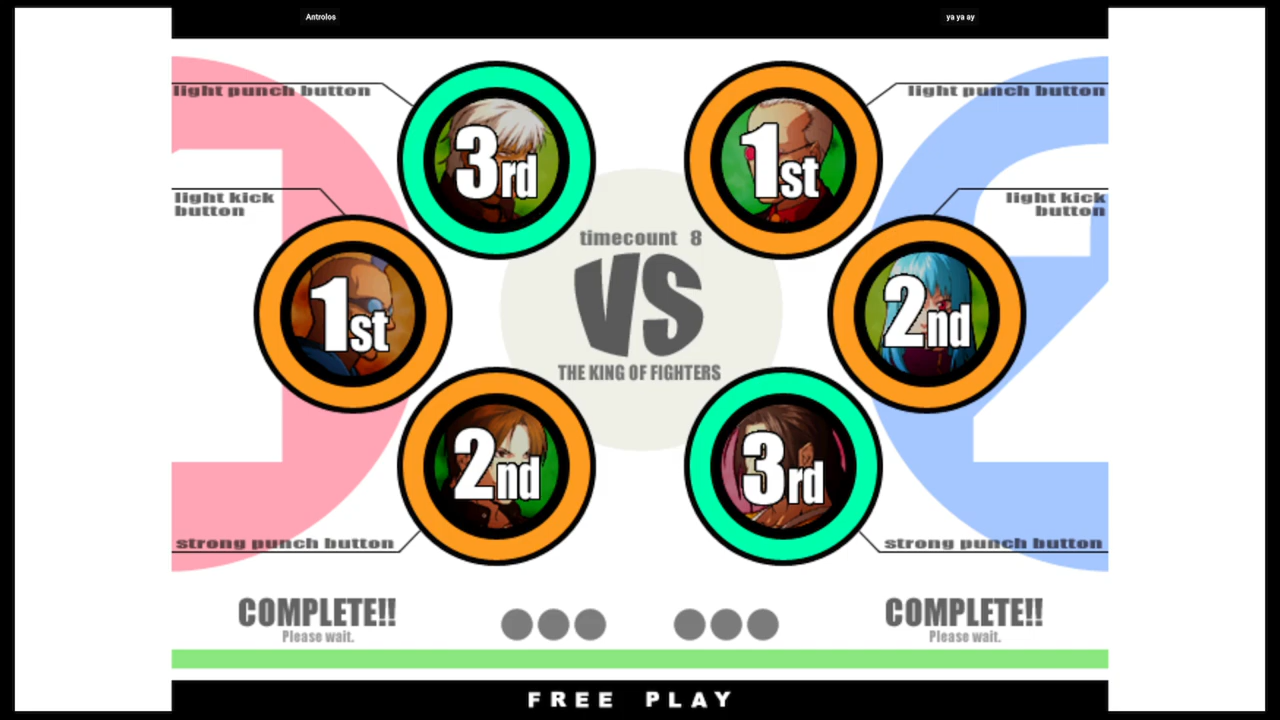 Antrolos
ya ya ay
light punch button
light punch button
3rd
1st
light kick
button
light kick
button
timecount 8
VS
THE KING OF FIGHTERS
1st
2nd
2nd
3rd
strong punch button
strong punch button
COMPLETE!!
Please wait.
COMPLETE!!
Please wait.
FREE PLAY